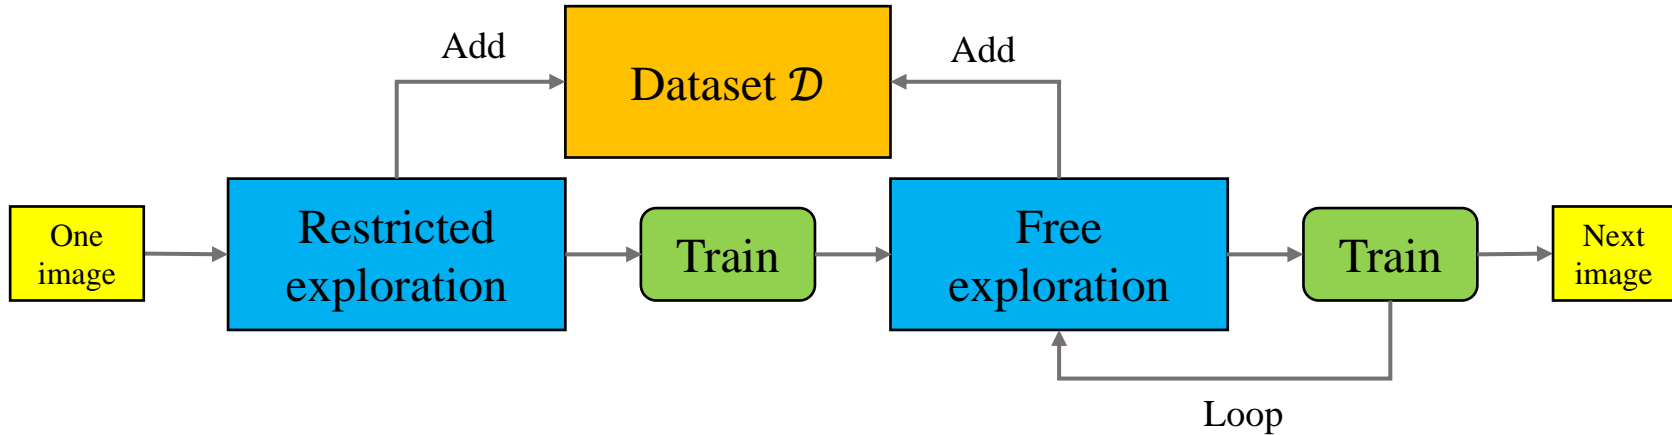 Add
Dataset 𝒟
Add
One
image
Restricted
exploration
Train
Free
exploration
Train
Next
image
Loop